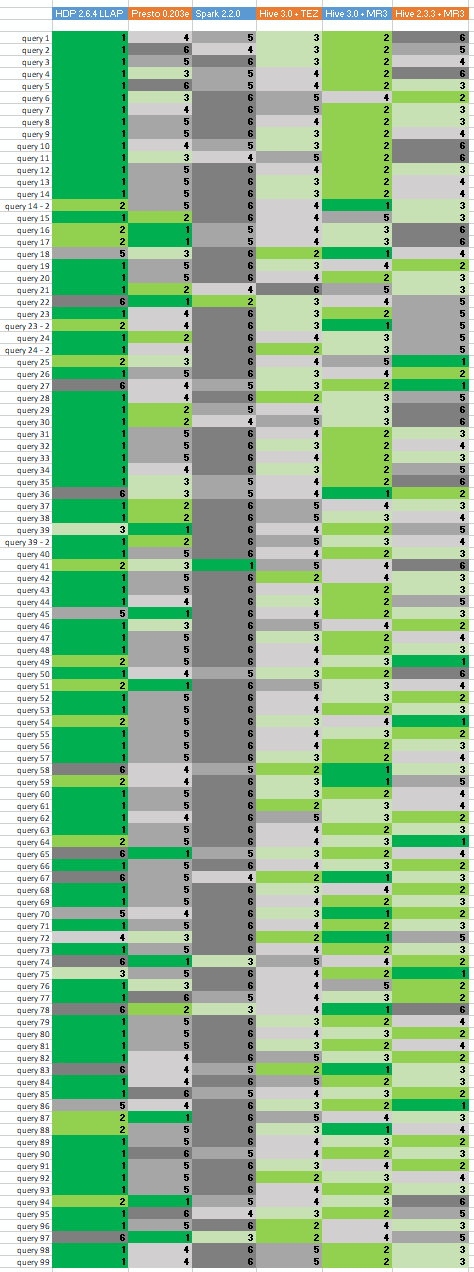 HDP 2.6.4 LLAP Presto 0.203e Spark 2.2.0 Hive 3.0 + TEZ Hive 3.0 + MR3 Hive 2.3.3 + MR3
query 1 1 4 5 3 2 6
query 2 1 6 4 3 2 5
query 3 1 5 6 3 2 4
query 4 1 3 5 4 2 6
query 5 1 6 5 4 2 3
query 6 1 3 6 5 4 2
query 7 1 4 6 5 2 3
query 8 1 5 6 4 2 3
query 9 1 5 6 3 2 4
query 10 1 4 5 3 2 6
query 11 1 3 4 5 2 6
query 12 1 5 6 4 2 3
query 13 1 5 6 3 2 4
query 14 1 5 6 3 2 4
query 14 - 2 2 5 6 4 1 3
query 15 1 2 6 4 5 3
query 16 2 1 5 4 3 6
query 17 2 1 5 4 3 6
query 18 5 3 6 2 1 4
query 19 1 5 6 3 4 2
query 20 1 5 6 4 2 3
query 21 1 2 4 6 3 5
query 22 6 1 2 3 4 5
query 23 1 4 6 3 2 5
query 23 - 2 2 4 6 3 1 5
query 24 1 2 6 4 3 5
query 24 - 2 1 4 6 2 3 5
query 25 2 3 6 4 5 1
query 26 1 5 6 3 4 2
query 27 6 4 5 3 2 1
query 28 1 4 6 2 3 5
query 29 1 2 5 4 3 6
query 30 1 2 4 5 3 6
query 31 1 5 6 4 2 3
query 32 1 5 6 3 2 4
query 33 1 5 6 4 2 3
query 34 1 4 6 3 2 5
query 35 1 3 5 4 2 6
query 36 6 3 5 4 1 2
query 37 1 2 6 5 4 3
query 38 1 2 6 5 4 3
query 39 3 1 6 4 2 5
query 39 - 2 1 2 6 5 3 4
query 40 1 5 6 4 2 3
query 41 2 3 1 5 4 6
query 42 1 5 6 2 4 3
query 43 1 5 6 4 2 3
query 44 1 4 6 3 2 5
query 45 5 1 6 4 2 3
query 46 1 3 6 5 4 2
query 47 1 5 6 3 2 4
query 48 1 5 6 4 2 3
query 49 2 5 6 4 3 1
query 50 1 4 5 3 2 6
query 51 2 1 6 5 3 4
query 52 1 5 6 4 3 2
query 53 1 5 6 4 2 3
query 54 2 5 6 3 4 1
query 55 1 5 6 4 3 2
query 56 1 5 6 3 2 4
query 57 1 5 6 4 2 3
query 58 6 4 5 2 1 3
query 59 2 4 6 3 1 5
query 60 1 5 6 3 2 4
query 61 1 5 6 2 3 4
query 62 1 4 6 5 3 2
query 63 1 5 6 4 2 3
query 64 2 5 6 4 3 1
query 65 6 1 5 3 2 4
query 66 1 5 6 4 3 2
query 67 6 5 4 2 1 3
query 68 1 5 6 3 4 2
query 69 1 5 6 4 2 3
query 70 5 4 6 3 1 2
query 71 1 5 6 4 2 3
query 72 4 3 6 2 1 5
query 73 1 5 6 4 2 3
query 74 6 1 3 5 4 2
query 75 3 5 6 4 2 1
query 76 1 3 6 4 5 2
query 77 1 6 5 4 3 2
query 78 6 2 3 4 1
query 79 1 5 6 3 2 4
query 80 1 5 6 4 3 2
query 81 1 5 6 3 2 4
query 82 1 4 6 5 3 2
query 83 6 4 5 2 1 3
query 84 1 4 6 5 2 3
query 85 1 6 5 4 3 2
query 86 5 4 6 3 2 1
query 87 2 1 6 5 4 3
query 88 2 5 6 3 1 4
query 89 1 5 6 4 2 3
query 90 1 6 5 3 2 4
query 91 1 5 6 3 4 2
query 92 1 5 6 2 3 4
query 93 1 5 6 4 2 3
query 94 2 1 5 4 3 6
query 95 1 6 4 3 2 5
query 96 1 5 6 2 4 3
query 97 6 1 3 2 4 5
query 98 1 4 6 5 2 3
query 99 1 4 6 5 2 3